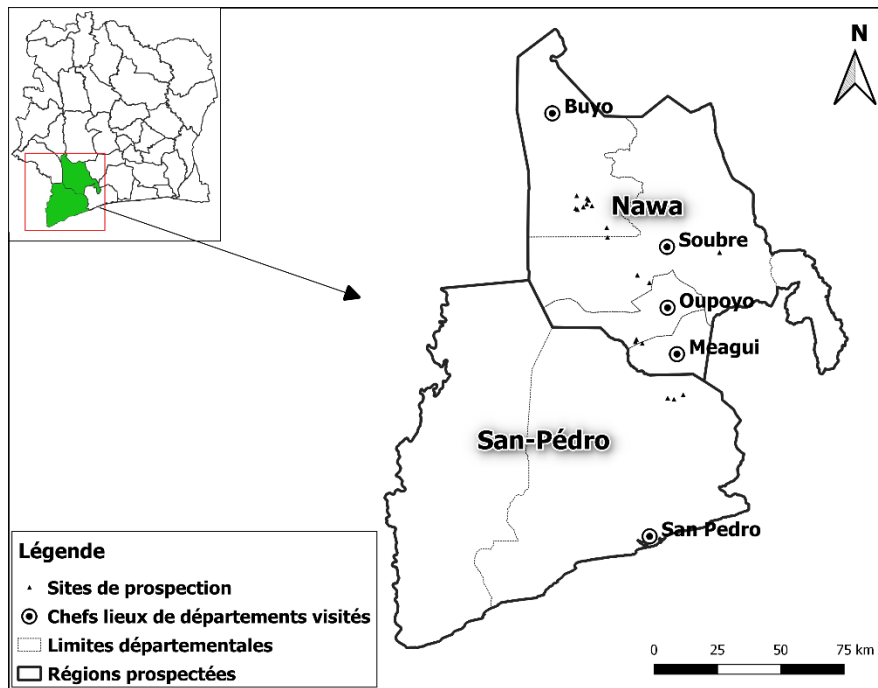 N
Buyo
Nawa
Soubre
Oupoyo
Meagui
San-Pédro
San Pedro
Légende
Sites de prospection
Chefs lieux de départements visités
Limites départementales
Régions prospectées
0 25 50 75 km